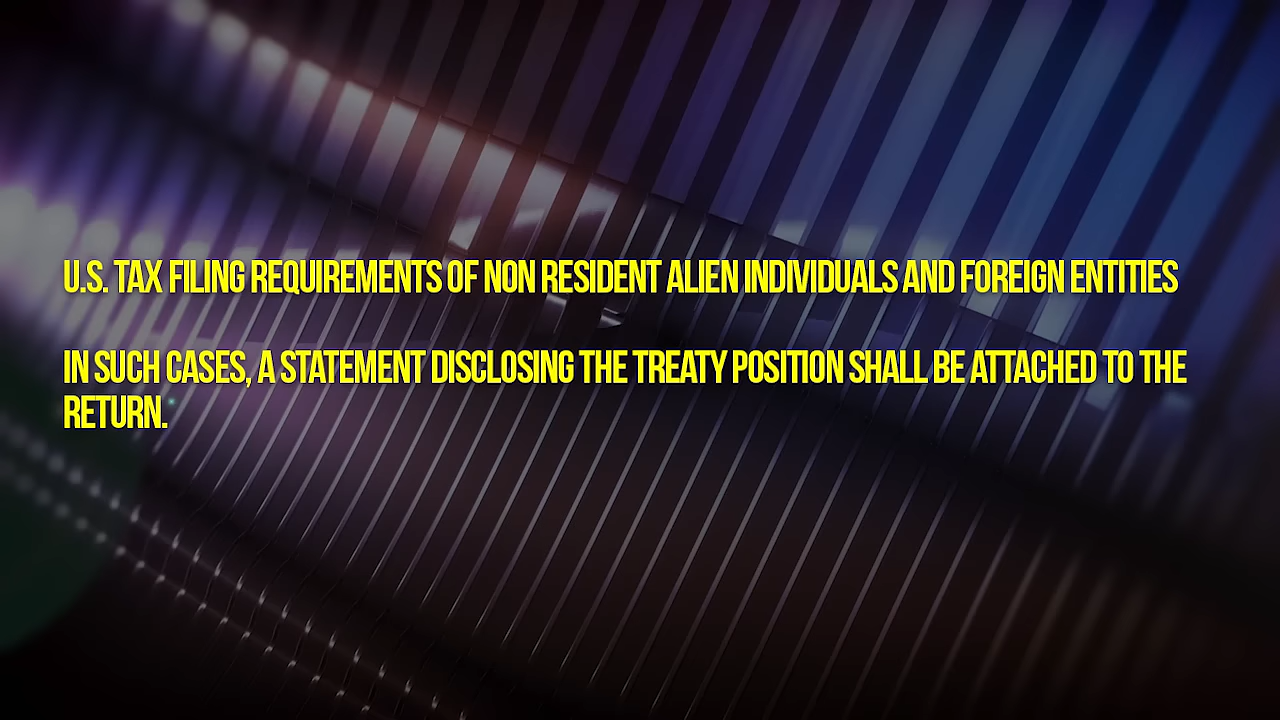 U.S. TAX FILING REQUIREMENTS OF NON RESIDENT ALIEN INDIVIDUALS AND FOREIGN ENTITIES
IN SUCH CASES, A STATEMENT DISCLOSING THE TREATY POSITION SHALL BE ATTACHED TO THE
RETURN.